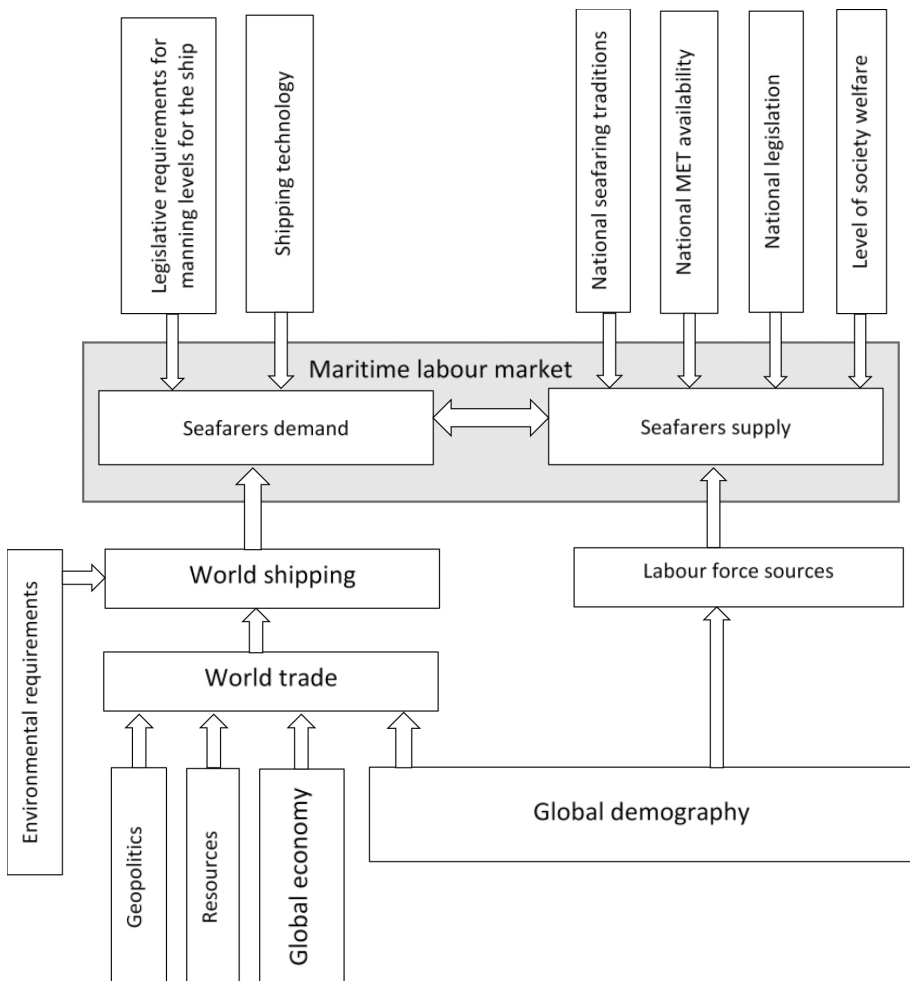 Legislative requirements for
manning levels for the ship
Shipping technology
National seafaring traditions
National MET availability
National legislation
Level of society welfare
Maritime labour market
Seafarers demand
Seafarers supply
World shipping
Labour force sources
Environmental requirements
World trade
Geopolitics
Resources
Global economy
Global demography